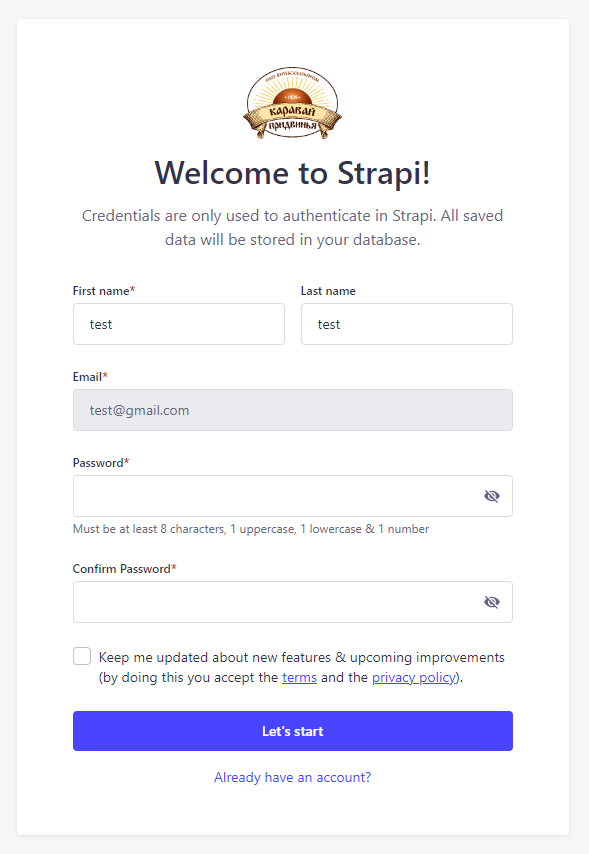 ОАО «ВИТЕБСКХЛЕБПРОМ»
1929
КАРАВАЙ
ПРИДВИНЬЯ
Welcome to Strapi!
Credentials are only used to authenticate in Strapi. All saved
data will be stored in your database.
First name* Last name
test test
Email*
test@gmail.com
Password*
Must be at least 8 characters, 1 uppercase, 1 lowercase & 1 number
Confirm Password*
Keep me updated about new features & upcoming improvements
(by doing this you accept the terms and the privacy policy).
Let's start
Already have an account?